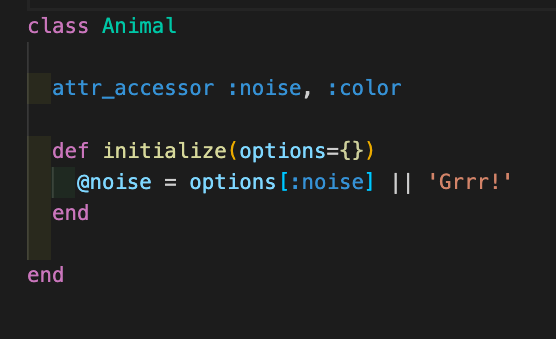 class Animal
attr_accessor :noise, :color
def initialize(options={})
@noise = options[:noise] || 'Grrr!'
end
end